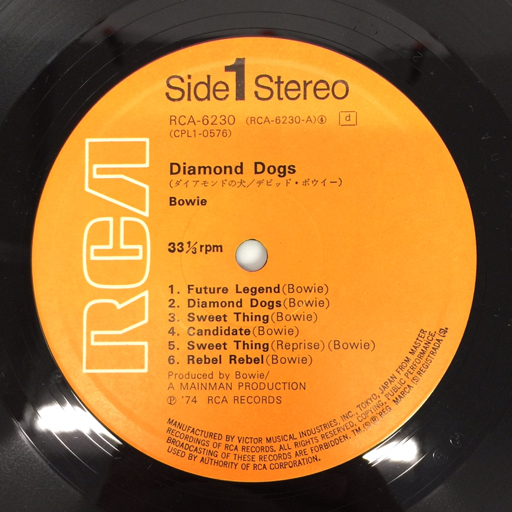 Side 1 Stereo
RCA-6230 (RCA-6230-A)⑥ d
(CPL1-0576)
Diamond Dogs
(ダイアモンドの犬/デビッド・ボウイー)
Bowie
33⅓rpm
RCA
1. Future Legend(Bowie)
2. Diamond Dogs(Bowie)
3. Sweet Thing(Bowie)
4. Candidate(Bowie)
5. Sweet Thing(Reprise)(Bowie)
6. Rebel Rebel(Bowie)
Produced by Bowie/
A MAINMAN PRODUCTION
Ⓟ '74 RCA RECORDS
MANUFACTURED BY VICTOR MUSICAL INDUSTRIES, INC., TOKYO, JAPAN FROM MASTER
RECORDINGS OF RCA RECORDS. ALL RIGHTS RESERVED, COPYING, PUBLIC PERFORMANCE,
BROADCASTING OF THESE RECORDS ARE FORBIDDEN. TM(s)® REG. MARCA(S) REGISTRADA(S).
USED BY AUTHORITY OF RCA CORPORATION.